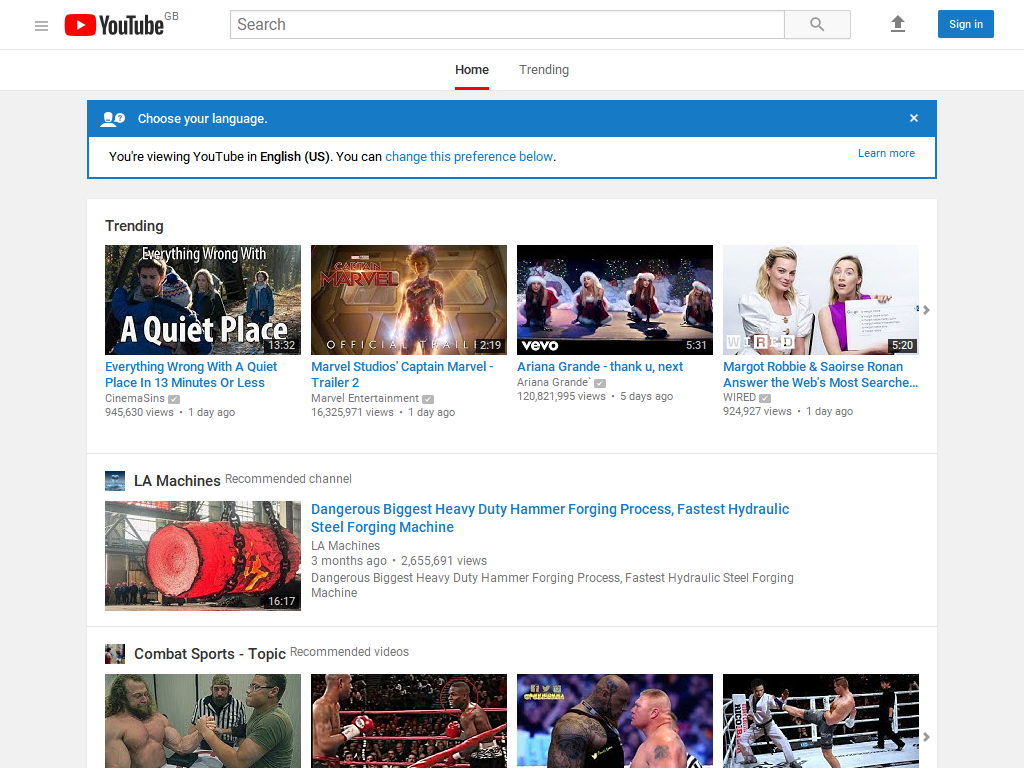 YouTube GB
Search
Sign in
Home
Trending
Choose your language.
×
You're viewing YouTube in English (US). You can change this preference below.
Learn more
Trending
Everything Wrong With
A Quiet Place
13:32
MARVEL STUDIOS
CAPTAIN
MARVEL
OFFICIAL TRAILE
2:19
vevo
5:31
WIRED
5:20
Everything Wrong With A Quiet
Place In 13 Minutes Or Less
CinemaSins
945,630 views • 1 day ago
Marvel Studios' Captain Marvel -
Trailer 2
Marvel Entertainment
16,325,971 views • 1 day ago
Ariana Grande - thank u, next
Ariana Grande`
120,821,995 views • 5 days ago
Margot Robbie & Saoirse Ronan
Answer the Web's Most Searche...
WIRED
924,927 views • 1 day ago
LA Machines Recommended channel
16:17
Dangerous Biggest Heavy Duty Hammer Forging Process, Fastest Hydraulic
Steel Forging Machine
LA Machines
3 months ago • 2,655,691 views
Dangerous Biggest Heavy Duty Hammer Forging Process, Fastest Hydraulic Steel Forging
Machine
Combat Sports - Topic Recommended videos